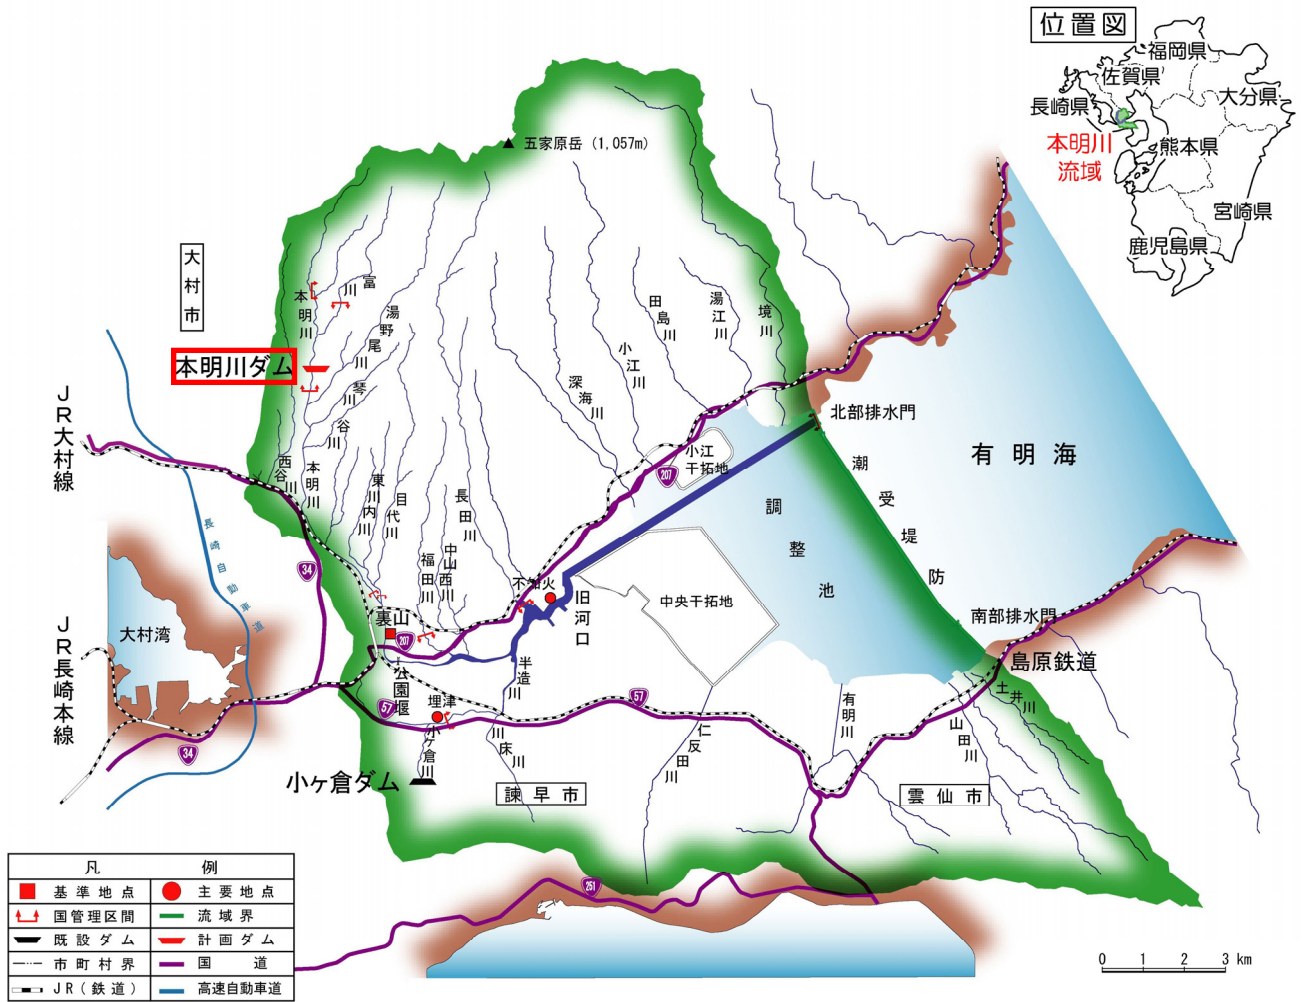 位置図
福岡県
佐賀県
大分県
長崎県
熊本県
本明川
流域
宮崎県
鹿児島県
五家原岳 (1,057m)
大村市
本明川
富川
湯野尾川
琴川
谷川
本明川ダム
田島川
湯江川
境川
小江川
深海川
北部排水門
有明海
小江
干拓地
207
潮受堤防
調整池
JR大村線
西谷川
本明川
東川内川
目代川
長田川
長崎自動車道
34
福田川
中山西川
不知火
旧河口
中央干拓地
裏山
207
大村湾
JR長崎本線
南部排水門
島原鉄道
半造川
公園堰
57
埋津
小ヶ倉川
57
土井川
有明川
山田川
仁反田川
川床川
34
小ヶ倉ダム
諫早市
雲仙市
251
凡例
基準地点
主要地点
国管理区間
流域界
既設ダム
計画ダム
市町村界
国道
JR(鉄道)
高速自動車道
0 1 2 3 km